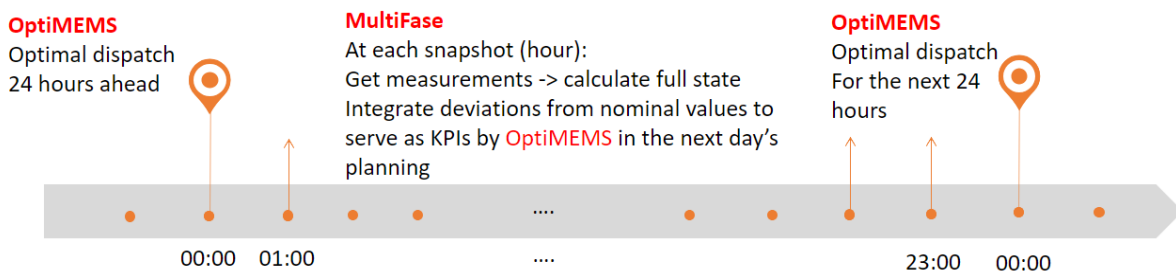 OptiMEMS
Optimal dispatch
24 hours ahead
MultiFase
At each snapshot (hour):
Get measurements -> calculate full state
Integrate deviations from nominal values to
serve as KPIs by OptiMEMS in the next day's
planning
OptiMEMS
Optimal dispatch
For the next 24
hours
....
00:00 01:00 .... 23:00 00:00